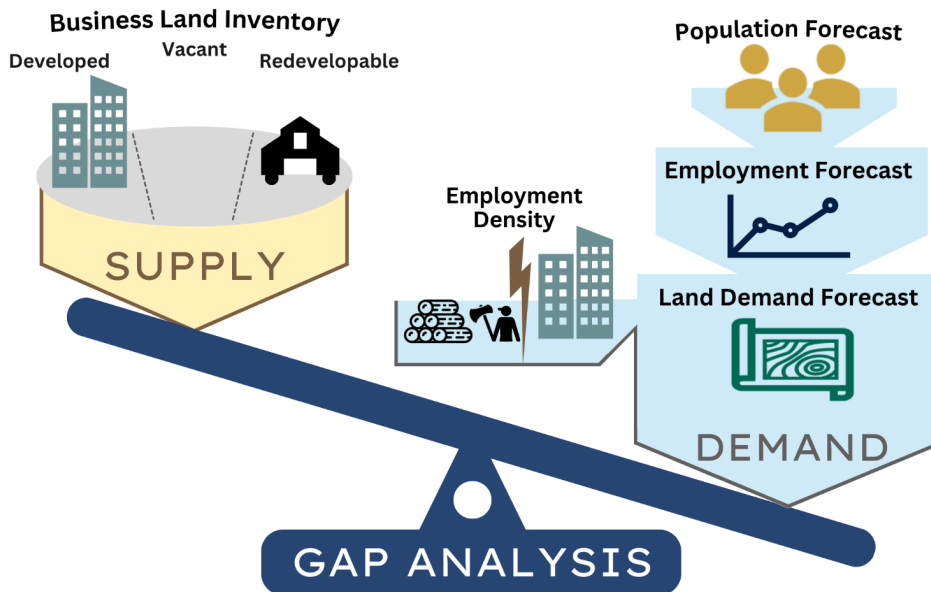 Business Land Inventory
Developed
Vacant
Redevelopable
SUPPLY
Employment
Density
Population Forecast
Employment Forecast
Land Demand Forecast
DEMAND
GAP ANALYSIS